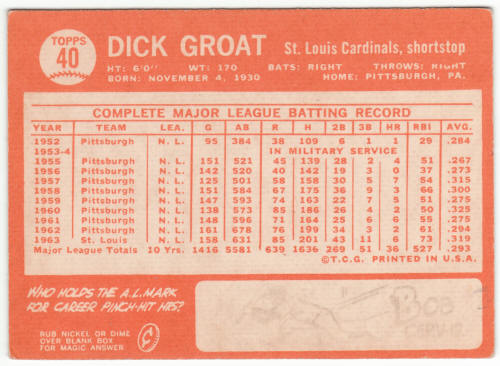 TOPPS
40
DICK GROAT St. Louis Cardinals, shortstop
HT: 6'0" WT: 170 BATS: RIGHT THROWS: RIGHT
BORN: NOVEMBER 4, 1930 HOME: PITTSBURGH, PA.
COMPLETE MAJOR LEAGUE BATTING RECORD
YEAR TEAM LEA. G AB R H 2B 3B HR RBI AVG.
1952 Pittsburgh N. L. 95 384 38 109 6 1 1 29 .284
1953-4 IN MILITARY SERVICE
1955 Pittsburgh N. L. 151 521 45 139 28 2 4 51 .267
1956 Pittsburgh N. L. 142 520 40 142 19 3 0 37 .273
1957 Pittsburgh N. L. 125 501 58 158 30 5 7 54 .315
1958 Pittsburgh N. L. 151 584 67 175 36 9 3 66 .300
1959 Pittsburgh N. L. 147 593 74 163 22 7 5 51 .275
1960 Pittsburgh N. L. 138 573 85 186 26 4 2 50 .325
1961 Pittsburgh N. L. 148 596 71 164 25 6 6 55 .275
1962 Pittsburgh N. L. 161 678 76 199 34 3 2 61 .294
1963 St. Louis N. L. 158 631 85 201 43 11 6 73 .319
Major League Totals 10 Yrs. 1416 5581 639 1636 269 51 36 527 .293
©T.C.G. PRINTED IN U.S.A.
WHO HOLDS THE A.L. MARK
FOR CAREER PINCH-HIT HRS?
RUB NICKEL OR DIME
OVER BLANK BOX
FOR MAGIC ANSWER
BOB